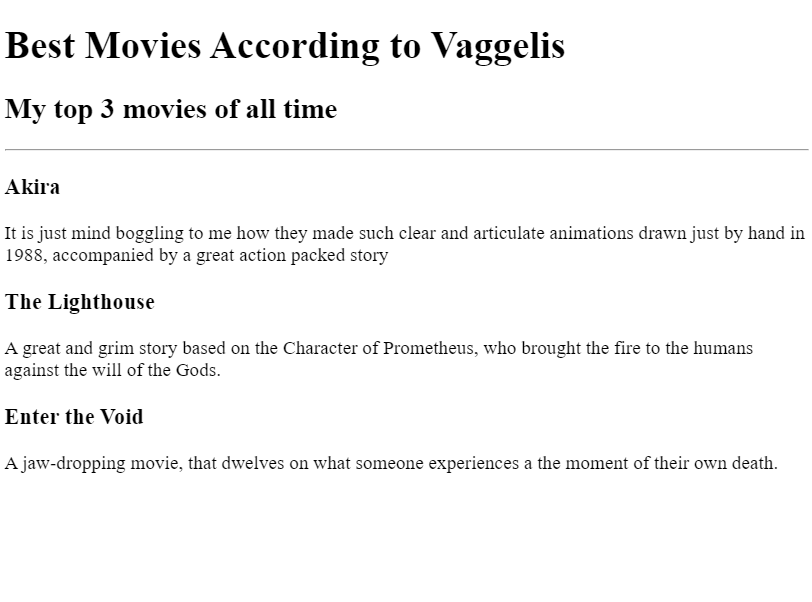 Best Movies According to Vaggelis
My top 3 movies of all time
Akira
It is just mind boggling to me how they made such clear and articulate animations drawn just by hand in
1988, accompanied by a great action packed story
The Lighthouse
A great and grim story based on the Character of Prometheus, who brought the fire to the humans
against the will of the Gods.
Enter the Void
A jaw-dropping movie, that dwelves on what someone experiences a the moment of their own death.